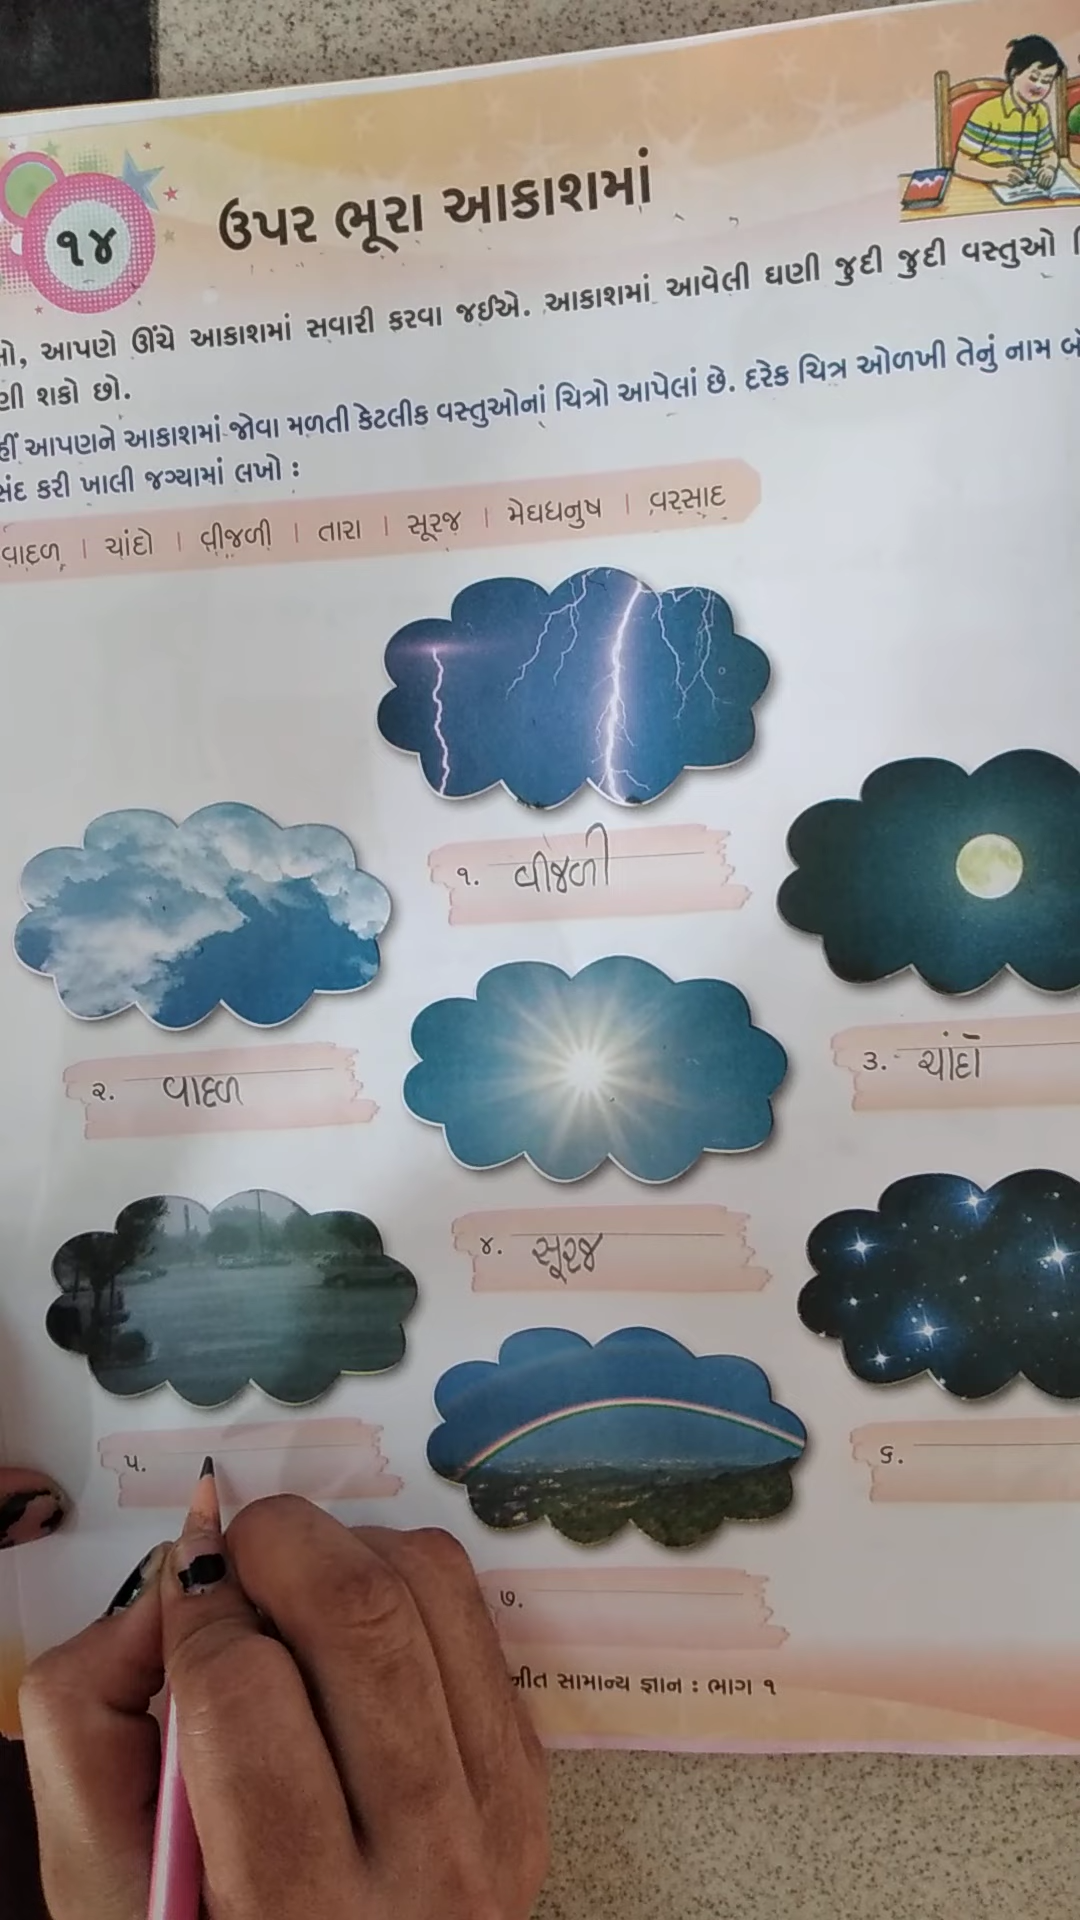 ૧૪
ઉપર ભૂરા આકાશમાં
આપણે ઊંચે આકાશમાં સવારી કરવા જઈએ. આકાશમાં આવેલી ઘણી જુદી જુદી વસ્તુઓ
શકો છો.
આપણને આકાશમાં જોવા મળતી કેટલીક વસ્તુઓનાં ચિત્રો આપેલાં છે. દરેક ચિત્ર ઓળખી તેનું નામ
કરી ખાલી જગ્યામાં લખો :
વાદળ | ચાંદો | વીજળી | તારા | સૂરજ | મેઘધનુષ | વરસાદ
૧. વીજળી
૨. વાદળ
૩. ચાંદો
૪. સૂરજ
૫.
૬.
૭.
સામાન્ય જ્ઞાન : ભાગ ૧